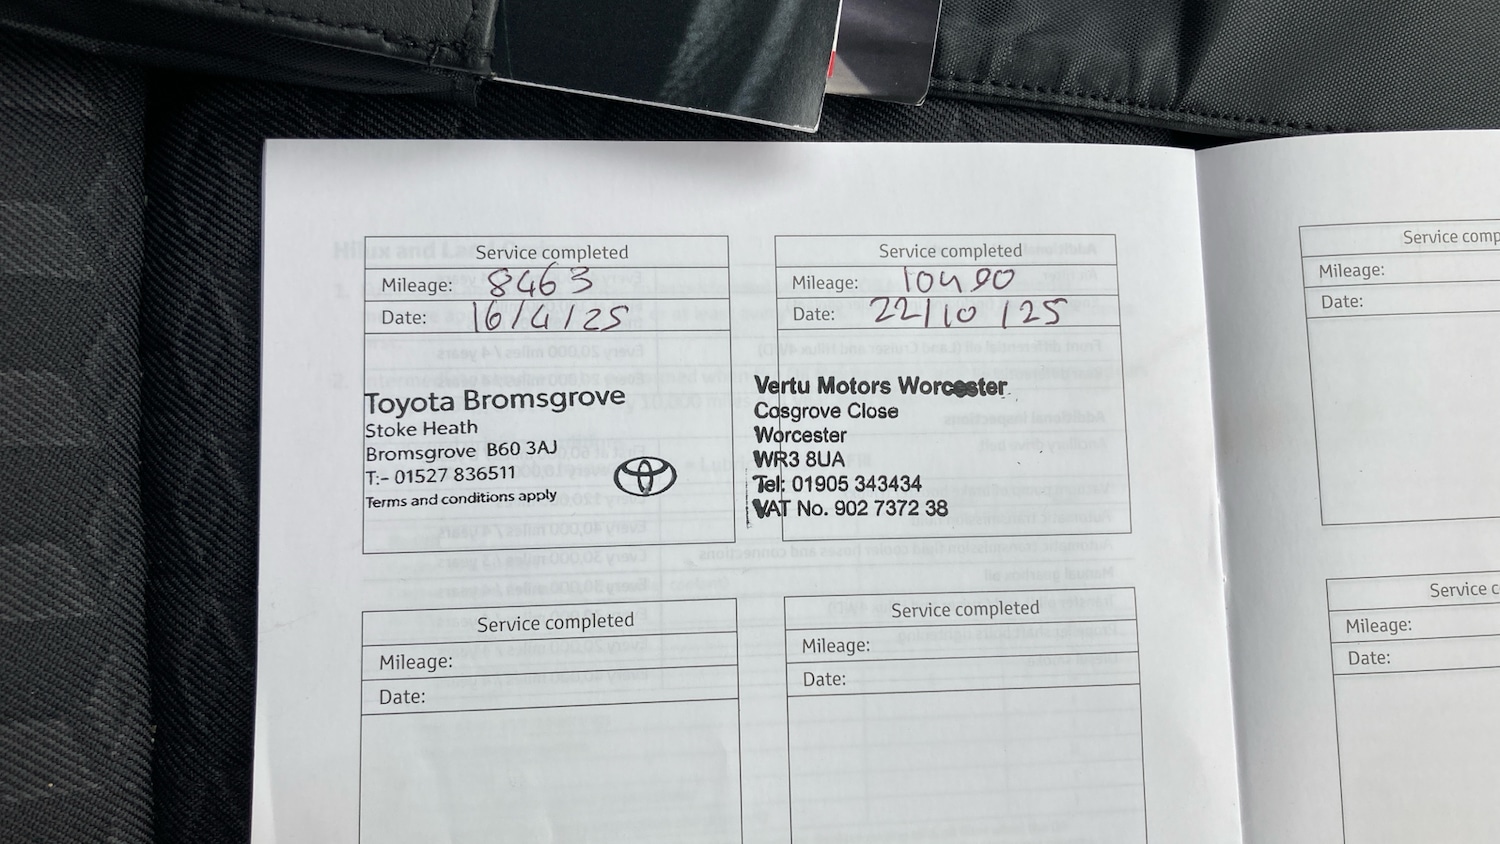 Service completed
Mileage: 8463
Date: 16/4/25
Toyota Bromsgrove
Stoke Heath
Bromsgrove B60 3AJ
T:- 01527 836511
Terms and conditions apply
Service completed
Mileage: 10490
Date: 22/10/25
Vertu Motors Worcester
Cosgrove Close
Worcester
WR3 8UA
Tel: 01905 343434
VAT No. 902 7372 38
Service completed
Mileage:
Date:
Service completed
Mileage:
Date:
Service comp
Mileage:
Date:
Service c
Mileage:
Date: